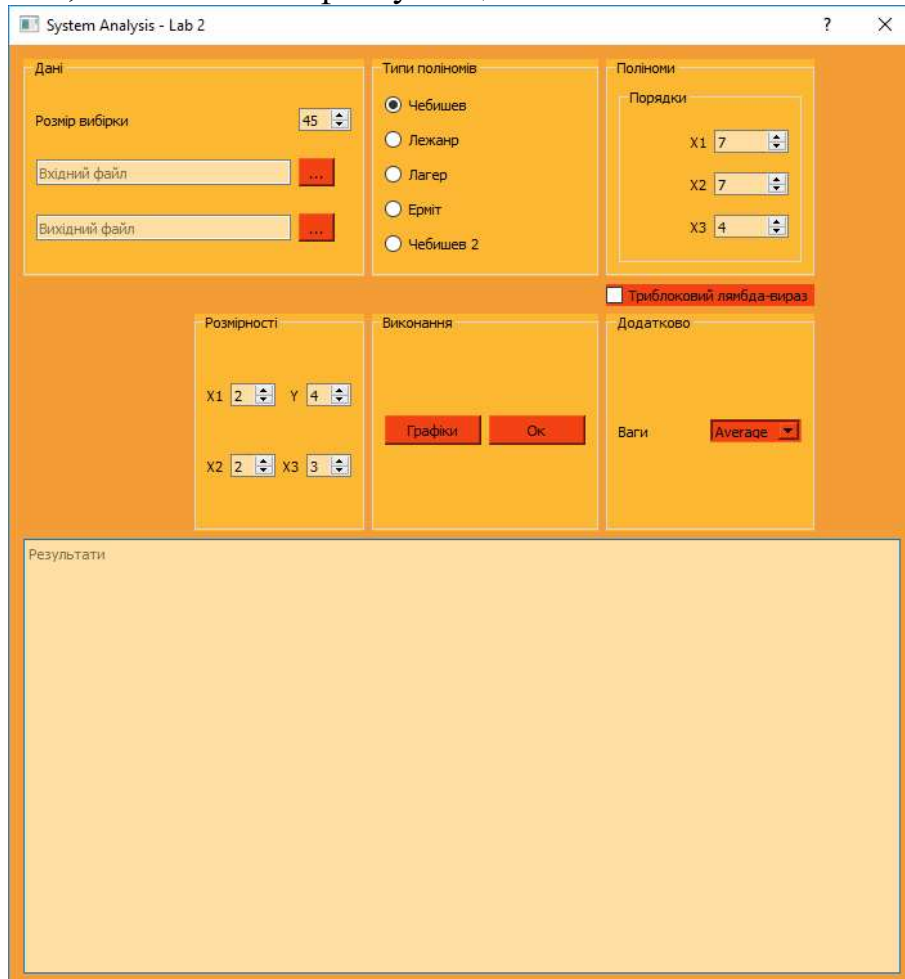 System Analysis - Lab 2
?
Дані
Розмір вибірки
45
Вхідний файл
...
Вихідний файл
...
Типи поліномів
Чебишев
Лежанр
Лагер
Ерміт
Чебишев 2
Поліноми
Порядки
X1 7
X2 7
X3 4
Триблоковий лямбда-вираз
Розмірності
X1 2 Y 4
X2 2 X3 3
Виконання
Графіки Ок
Додатково
Ваги Average
Результати